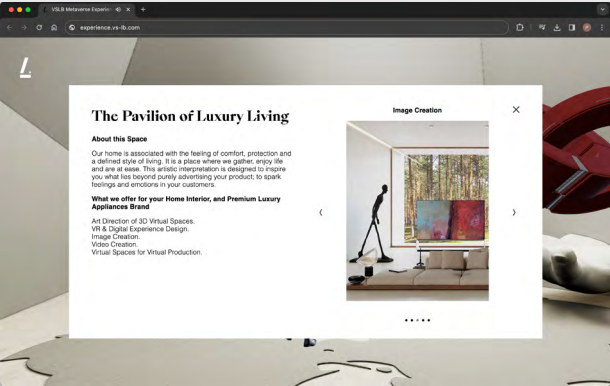 VSLB Metaverse Experien
experience.vs-lb.com
The Pavilion of Luxury Living
About this Space
Our home is associated with the feeling of comfort, protection and
a defined style of living. It is a place where we gather, enjoy life
and are at ease. This artistic interpretation is designed to inspire
you what lies beyond purely advertising your product; to spark
feelings and emotions in your customers.
What we offer for your Home Interior, and Premium Luxury
Appliances Brand
Art Direction of 3D Virtual Spaces.
VR & Digital Experience Design.
Image Creation.
Video Creation.
Virtual Spaces for Virtual Production.
Image Creation